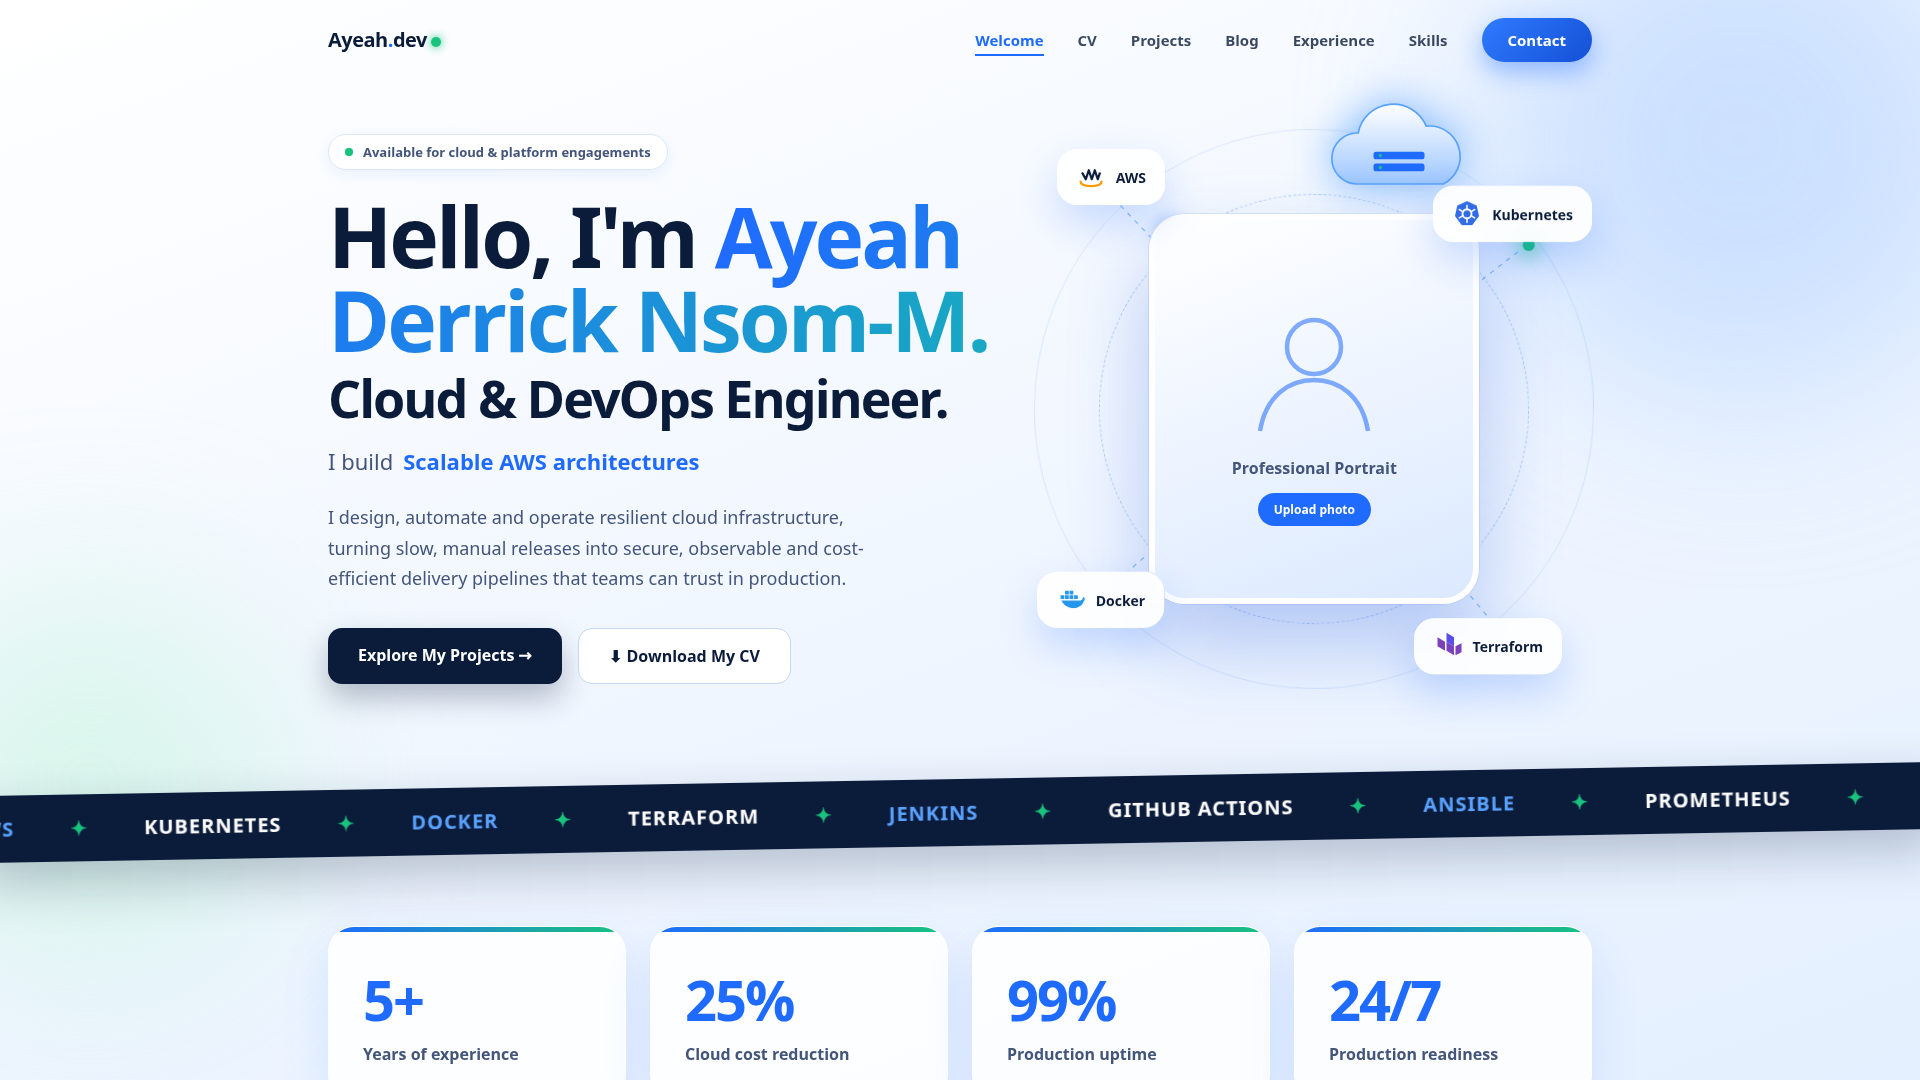 Ayeah.dev
Welcome CV Projects Blog Experience Skills Contact
Available for cloud & platform engagements
Hello, I'm Ayeah
Derrick Nsom-M.
Cloud & DevOps Engineer.
I build Scalable AWS architectures
I design, automate and operate resilient cloud infrastructure,
turning slow, manual releases into secure, observable and cost-
efficient delivery pipelines that teams can trust in production.
Explore My Projects → ⬇ Download My CV
AWS
Kubernetes
Professional Portrait
Upload photo
Docker
Terraform
KUBERNETES ✦ DOCKER ✦ TERRAFORM ✦ JENKINS ✦ GITHUB ACTIONS ✦ ANSIBLE ✦ PROMETHEUS ✦
5+
Years of experience
25%
Cloud cost reduction
99%
Production uptime
24/7
Production readiness